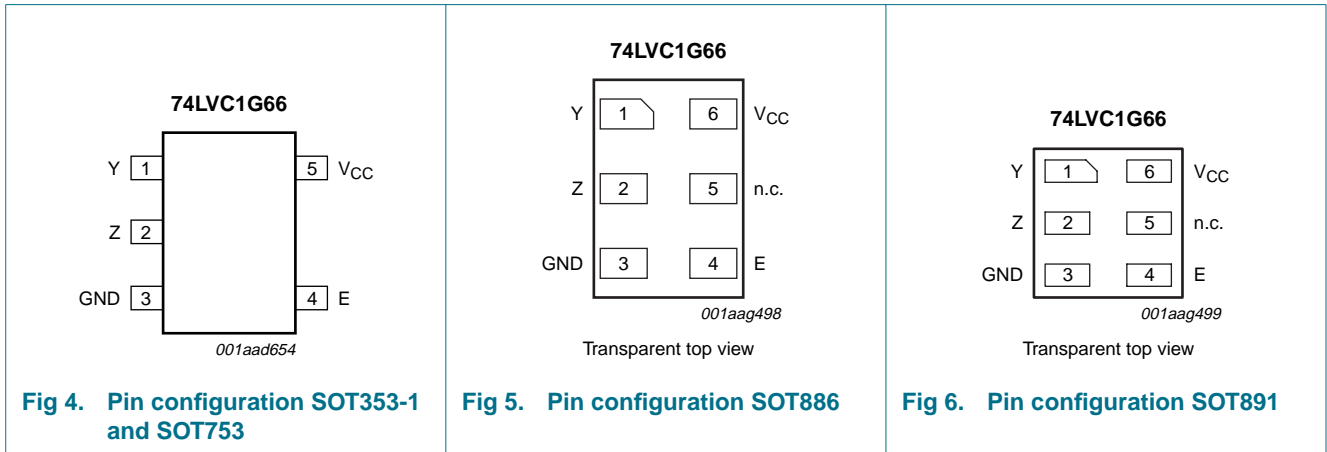 74LVC1G66
Y 1 5 VCC
Z 2
GND 3 4 E
001aad654
Fig 4. Pin configuration SOT353-1
and SOT753
74LVC1G66
Y 1 6 VCC
Z 2 5 n.c.
GND 3 4 E
001aag498
Transparent top view
Fig 5. Pin configuration SOT886
74LVC1G66
Y 1 6 VCC
Z 2 5 n.c.
GND 3 4 E
001aag499
Transparent top view
Fig 6. Pin configuration SOT891